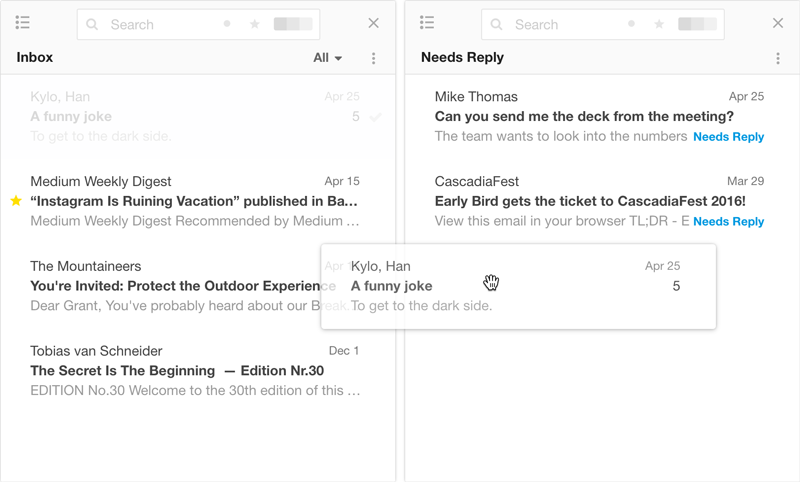 Search
Inbox
All
Kylo, Han
Apr 25
A funny joke
5
To get to the dark side.
Medium Weekly Digest
Apr 15
“Instagram Is Ruining Vacation” published in Ba...
Medium Weekly Digest Recommended by Medium ...
The Mountaineers
You're Invited: Protect the Outdoor Experience
Dear Grant, You've probably heard about our Break.
Tobias van Schneider
Dec 1
The Secret Is The Beginning — Edition Nr.30
EDITION No.30 Welcome to the 30th edition of this ...
Search
Needs Reply
Mike Thomas
Apr 25
Can you send me the deck from the meeting?
The team wants to look into the numbers
Needs Reply
CascadiaFest
Mar 29
Early Bird gets the ticket to CascadiaFest 2016!
View this email in your browser TL;DR - E
Needs Reply
Kylo, Han
Apr 25
A funny joke
5
To get to the dark side.